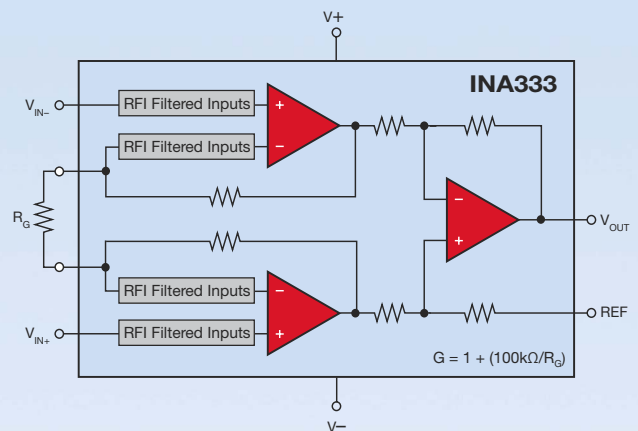 V+
INA333
V_IN−
RFI Filtered Inputs
+
RFI Filtered Inputs
−
R_G
−
+
V_OUT
RFI Filtered Inputs
−
V_IN+
RFI Filtered Inputs
+
REF
G = 1 + (100kΩ/R_G)
V−